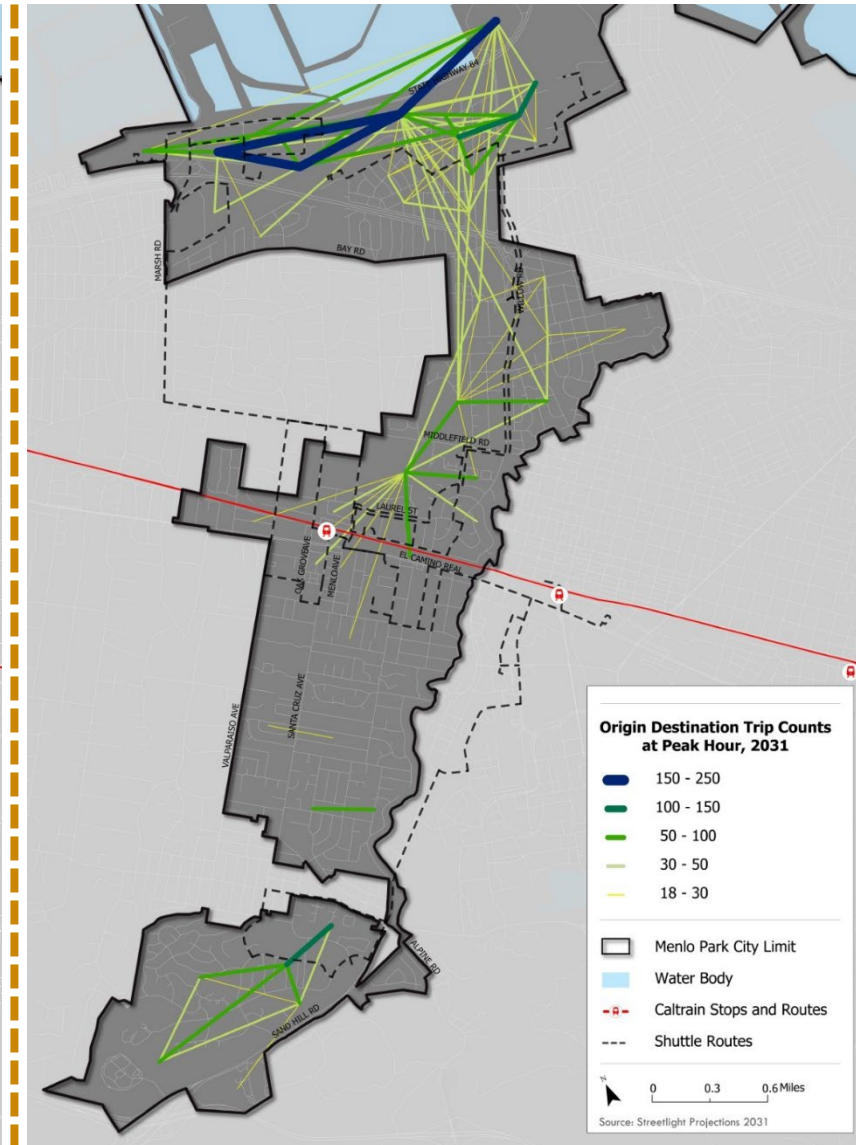 STATE HIGHWAY-84
MARSH RD
BAY RD
WILLOW RD
MIDDLEFIELD RD
LAUREL ST
OAK GROVE AVE
MENLO AVE
EL CAMINO REAL
VALPARAISO AVE
SANTA CRUZ AVE
ALPINE RD
SAND HILL RD
Origin Destination Trip Counts
at Peak Hour, 2031
150 - 250
100 - 150
50 - 100
30 - 50
18 - 30
Menlo Park City Limit
Water Body
Caltrain Stops and Routes
Shuttle Routes
N
0 0.3 0.6 Miles
Source: Streetlight Projections 2031